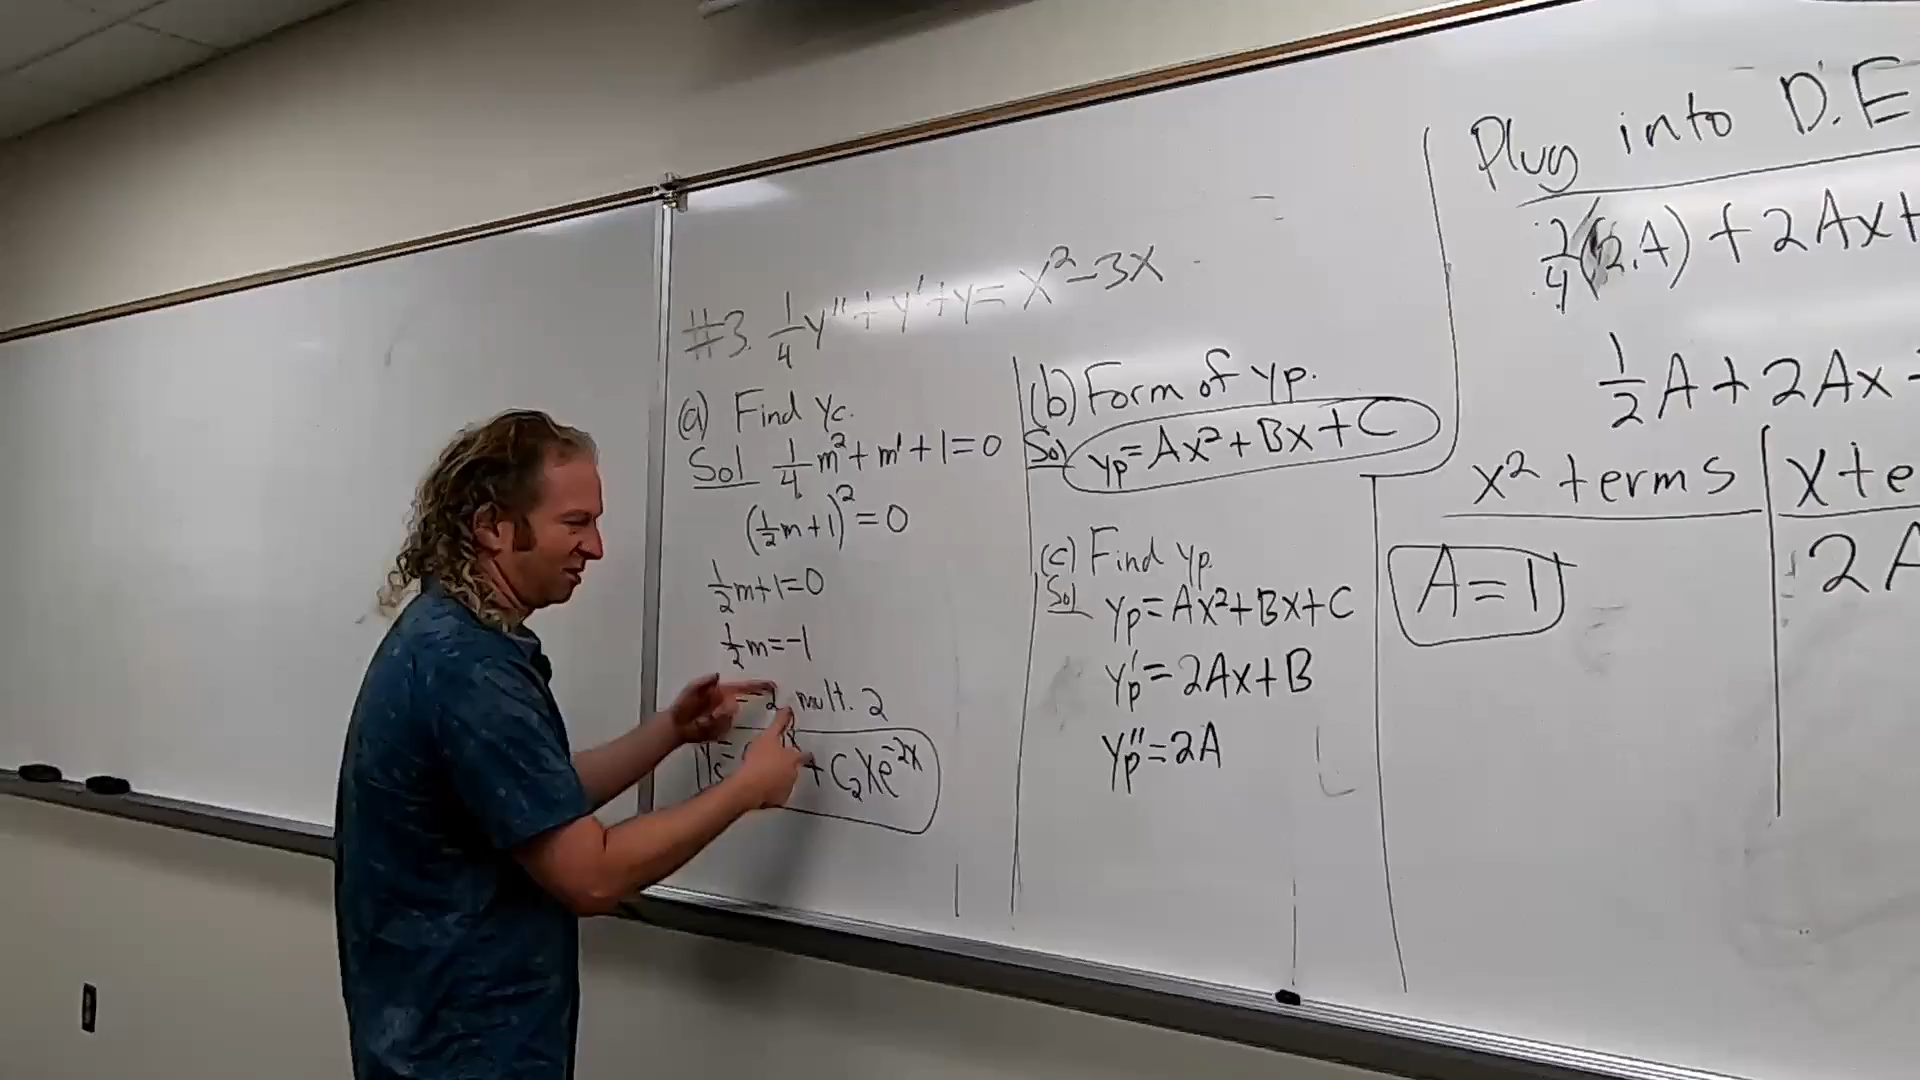 #3. 1/4 y'' + y' + y = x² - 3x
(a) Find yc.
Sol 1/4 m² + m' + 1 = 0
(1/2 m + 1)² = 0
1/2 m + 1 = 0
1/2 m = -1
= -2 mult. 2
+ C₂xe^-2x
(b) Form of yp.
Sol yp = Ax² + Bx + C
(c) Find yp.
Sol yp = Ax² + Bx + C
yp' = 2Ax + B
yp'' = 2A
Plug into D.E
+ 2Ax +
1/2 A + 2Ax
x² terms
A = 1
2A